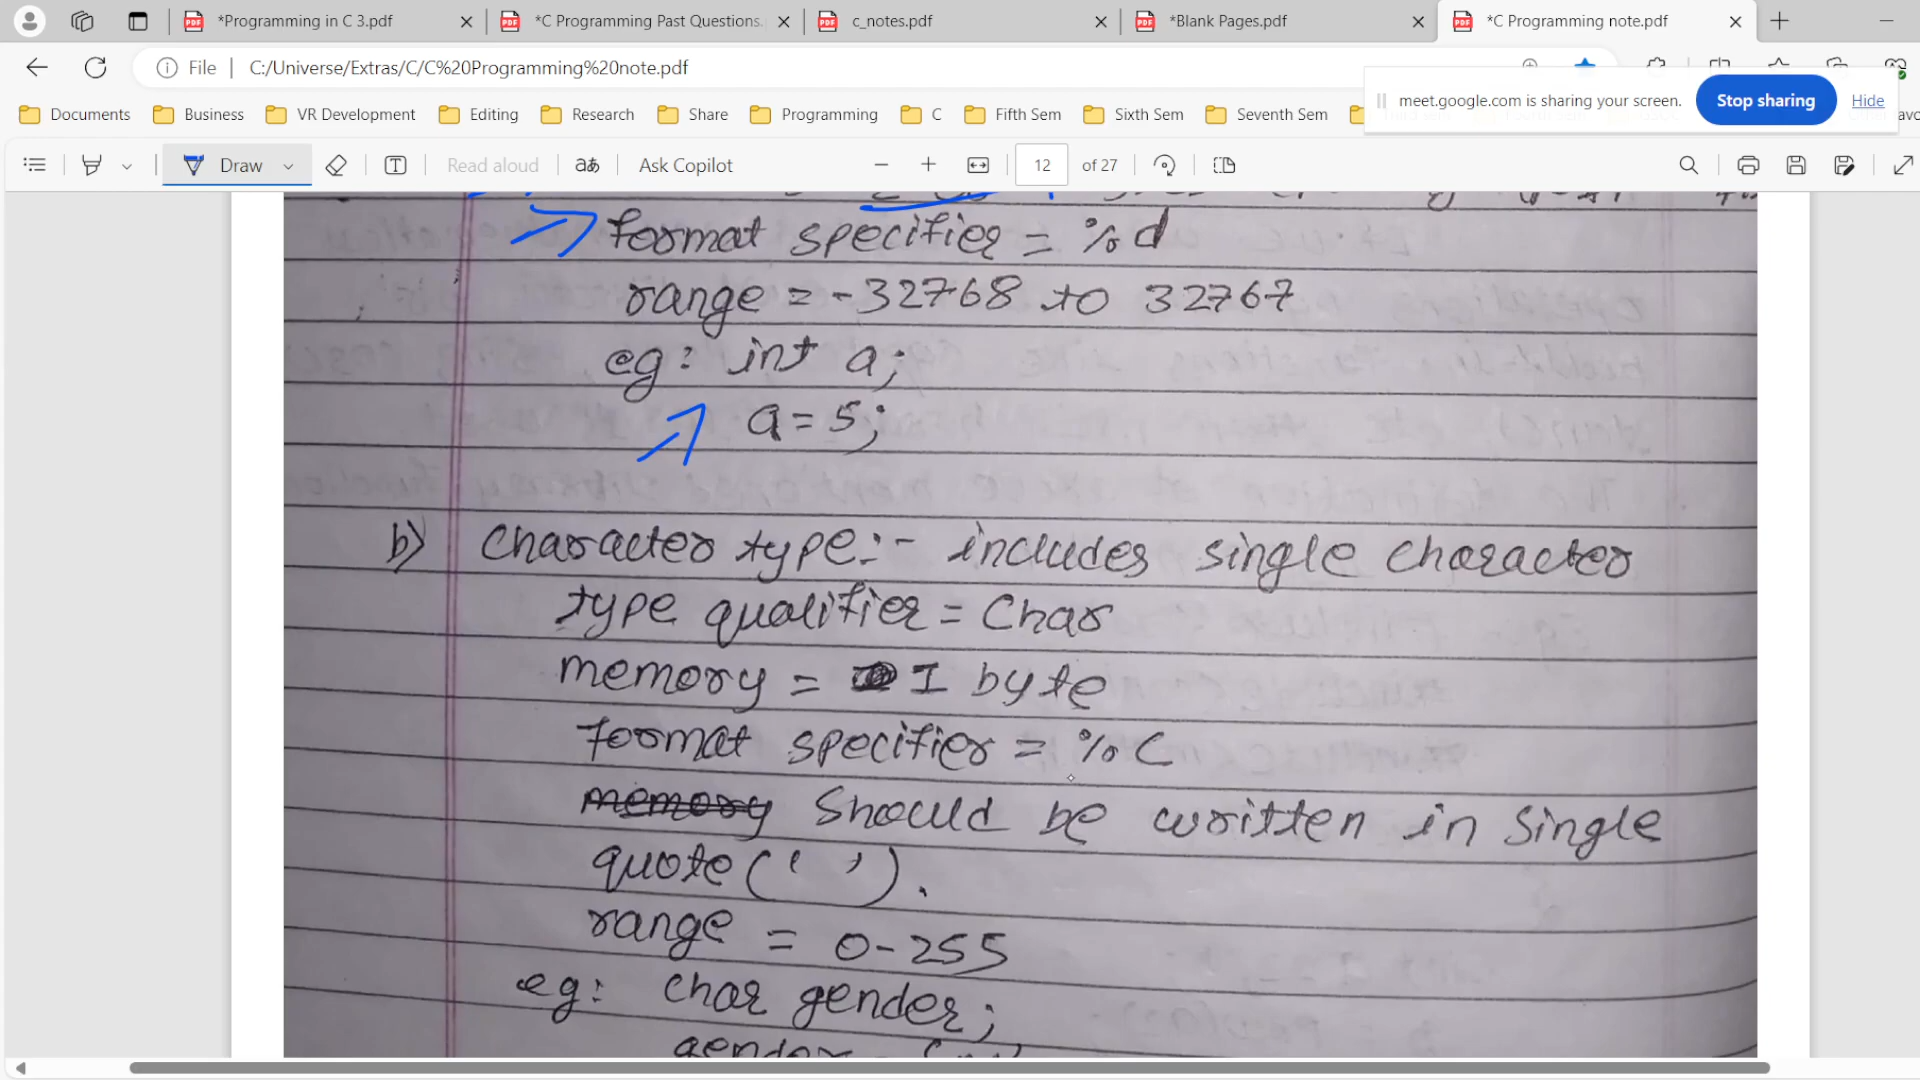 *Programming in C 3.pdf
*C Programming Past Questions.
c_notes.pdf
*Blank Pages.pdf
*C Programming note.pdf
File
C:/Universe/Extras/C/C%20Programming%20note.pdf
meet.google.com is sharing your screen.
Stop sharing
Hide
Documents
Business
VR Development
Editing
Research
Share
Programming
C
Fifth Sem
Sixth Sem
Seventh Sem
Draw
Read aloud
Ask Copilot
12
of 27
format specifier = %d
range = -32768 to 32767
eg: int a;
a = 5;
b) Character type:- includes single character
type qualifier = Char
memory = 1 byte
format specifier = %C
memory Should be written in Single
quote (' ').
range = 0-255
eg: char gender;